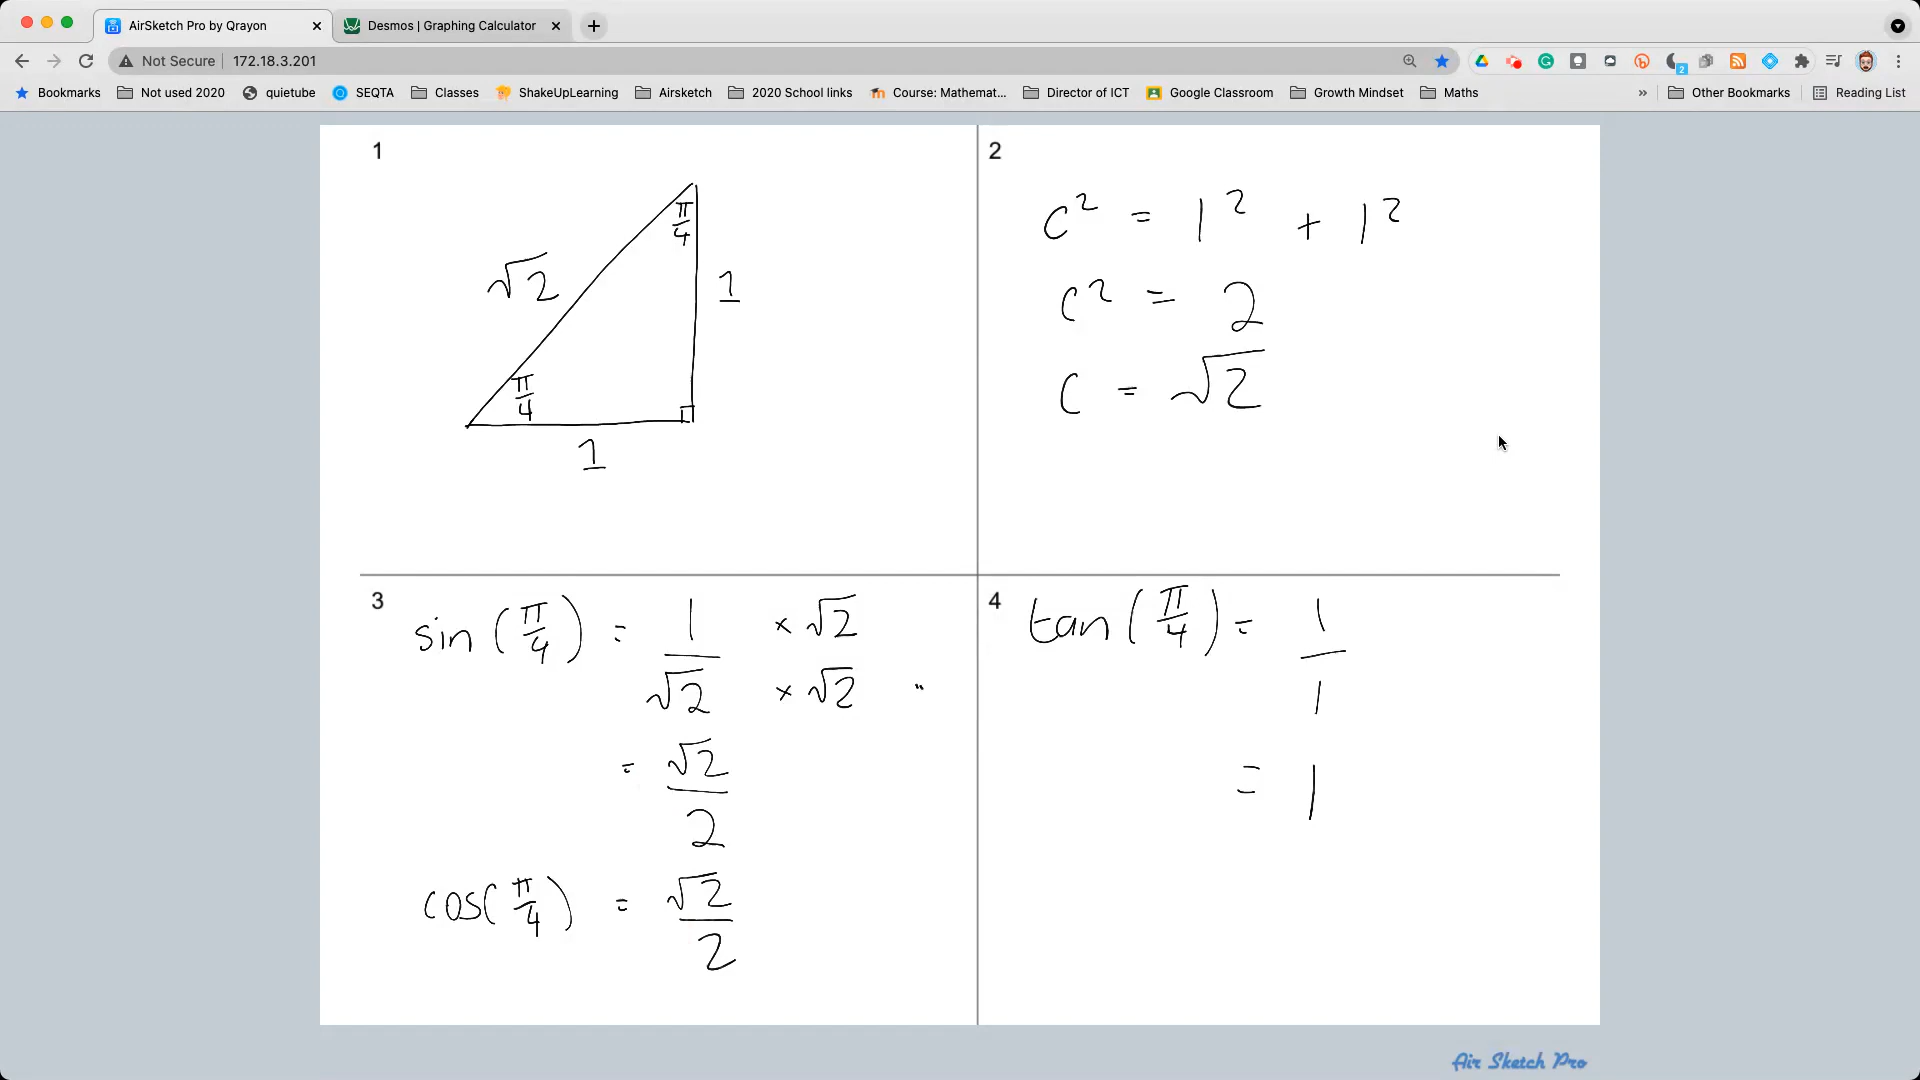 AirSketch Pro by Qrayon
Desmos | Graphing Calculator
Not Secure | 172.18.3.201
Bookmarks Not used 2020 quietube SEQTA Classes ShakeUpLearning Airsketch 2020 School links Course: Mathemat... Director of ICT Google Classroom Growth Mindset Maths » Other Bookmarks Reading List
2
1
π/4
√2
1
π/4
1
2
c² = 1² + 1²
c² = 2
c = √2
3
sin(π/4) = 1/√2 × √2 × √2
= √2/2
cos(π/4) = √2/2
4
tan(π/4) = 1/1
= 1
Air Sketch Pro